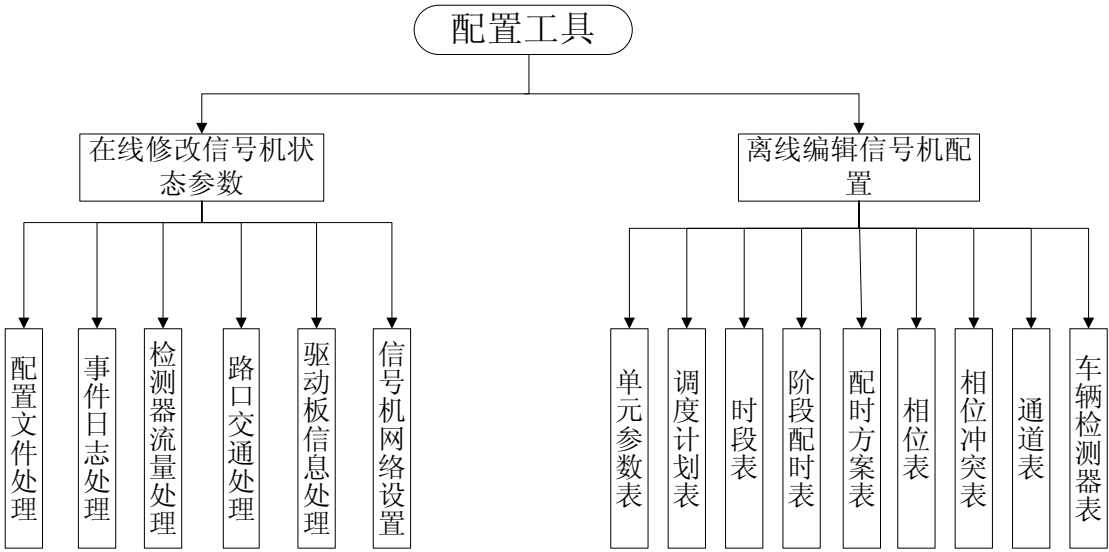 配置工具
在线修改信号机状
态参数
离线编辑信号机配
置
配置文件处理
事件日志处理
检测器流量处理
路口交通处理
驱动板信息处理
信号机网络设置
单元参数表
调度计划表
时段表
阶段配时表
配时方案表
相位表
相位冲突表
通道表
车辆检测器表